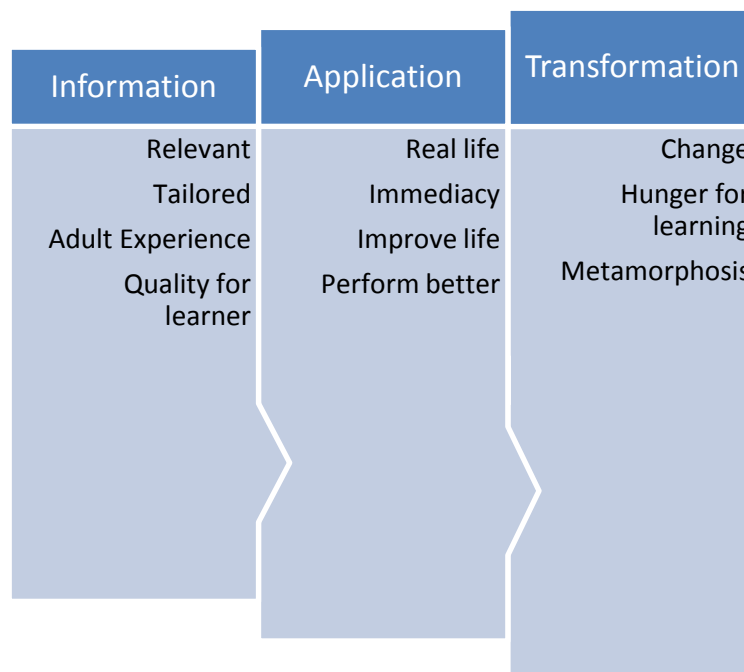 Information
Relevant
Tailored
Adult Experience
Quality for
learner
Application
Real life
Immediacy
Improve life
Perform better
Transformation
Change
Hunger for
learning
Metamorphosis